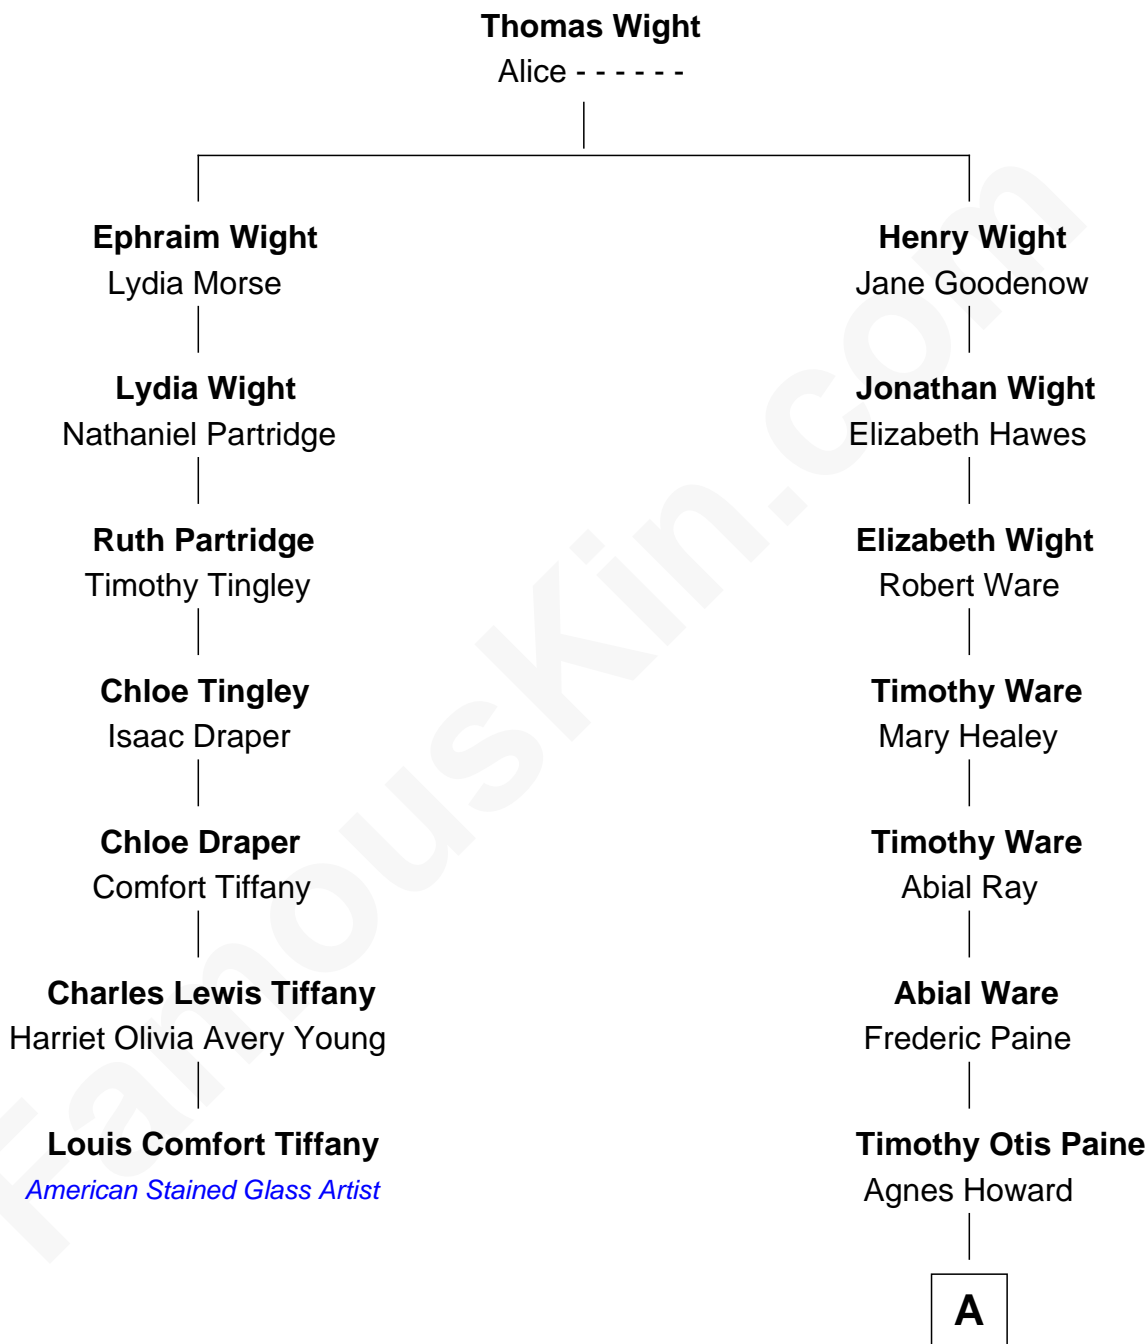 Thomas Wight
Alice - - - - - -
Ephraim Wight
Lydia Morse
Henry Wight
Jane Goodenow
Lydia Wight
Nathaniel Partridge
Jonathan Wight
Elizabeth Hawes
Ruth Partridge
Timothy Tingley
Elizabeth Wight
Robert Ware
Chloe Tingley
Isaac Draper
Timothy Ware
Mary Healey
Chloe Draper
Comfort Tiffany
Timothy Ware
Abial Ray
Charles Lewis Tiffany
Harriet Olivia Avery Young
Abial Ware
Frederic Paine
Louis Comfort Tiffany
American Stained Glass Artist
Timothy Otis Paine
Agnes Howard
A
FamousKin.com